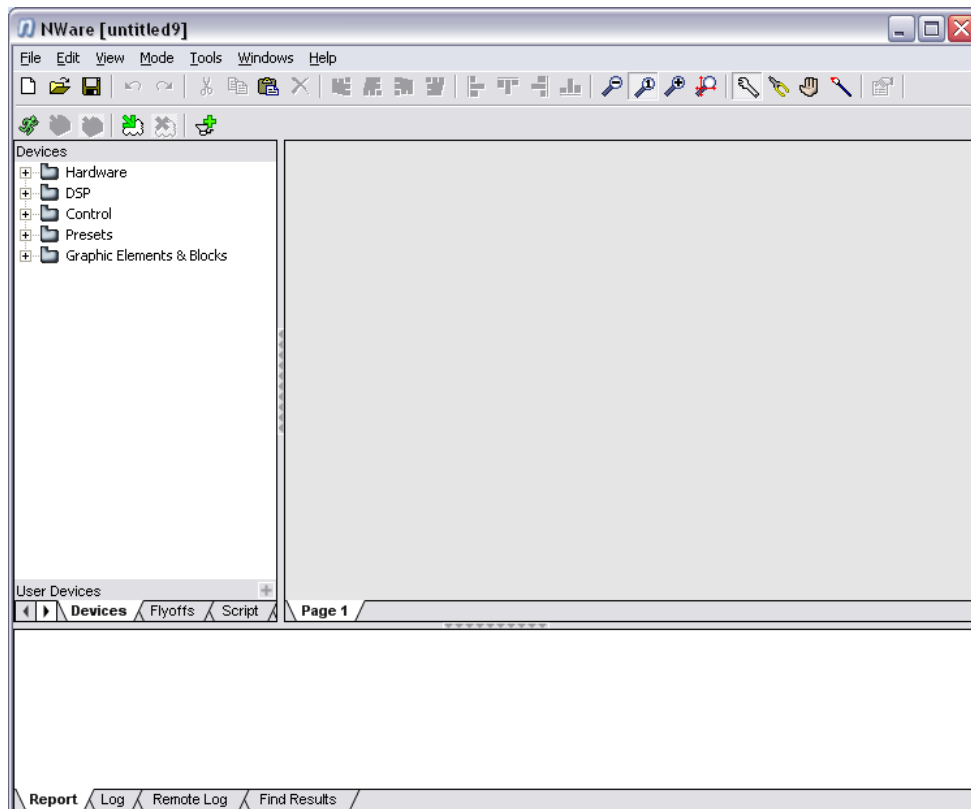 NWare [untitled9]
File Edit View Mode Tools Windows Help
Devices
Hardware
DSP
Control
Presets
Graphic Elements & Blocks
User Devices
Devices Flyoffs Script Page 1
Report Log Remote Log Find Results